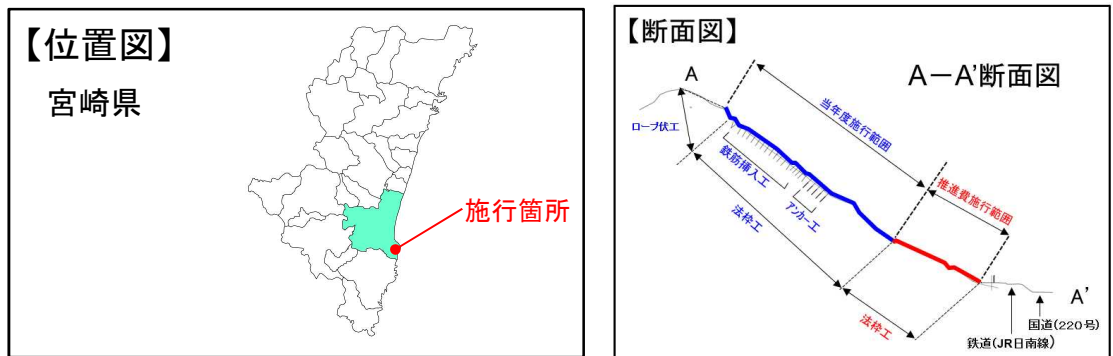 【位置図】
宮崎県
施行箇所
【断面図】
A－A'断面図
A
ロープ伏工
当年度施行範囲
鉄筋挿入工
アンカー工
推進費施行範囲
法枠工
法枠工
A'
国道(220号)
鉄道(JR日南線)